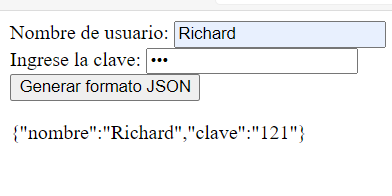 Nombre de usuario: Richard
Ingrese la clave: •••
Generar formato JSON
{"nombre":"Richard","clave":"121"}